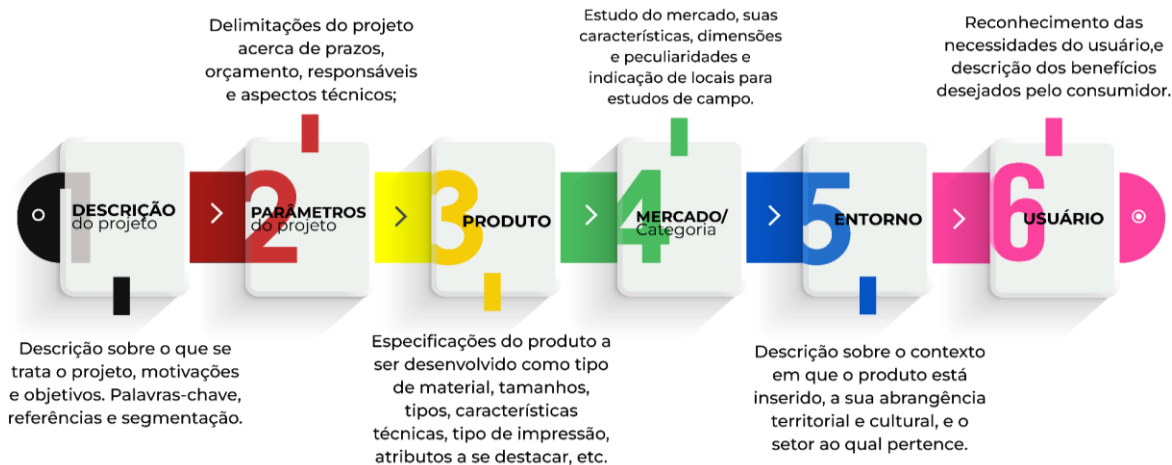 1
DESCRIÇÃO
do projeto
Descrição sobre o que se
trata o projeto, motivações
e objetivos. Palavras-chave,
referências e segmentação.
Delimitações do projeto
acerca de prazos,
orçamento, responsáveis
e aspectos técnicos;
2
PARÂMETROS
do projeto
3
PRODUTO
Especificações do produto a
ser desenvolvido como tipo
de material, tamanhos,
tipos, características
técnicas, tipo de impressão,
atributos a se destacar, etc.
Estudo do mercado, suas
características, dimensões
e peculiaridades e
indicação de locais para
estudos de campo.
4
MERCADO/
Categoria
5
ENTORNO
Descrição sobre o contexto
em que o produto está
inserido, a sua abrangência
territorial e cultural, e o
setor ao qual pertence.
Reconhecimento das
necessidades do usuário,e
descrição dos benefícios
desejados pelo consumidor.
6
USUÁRIO